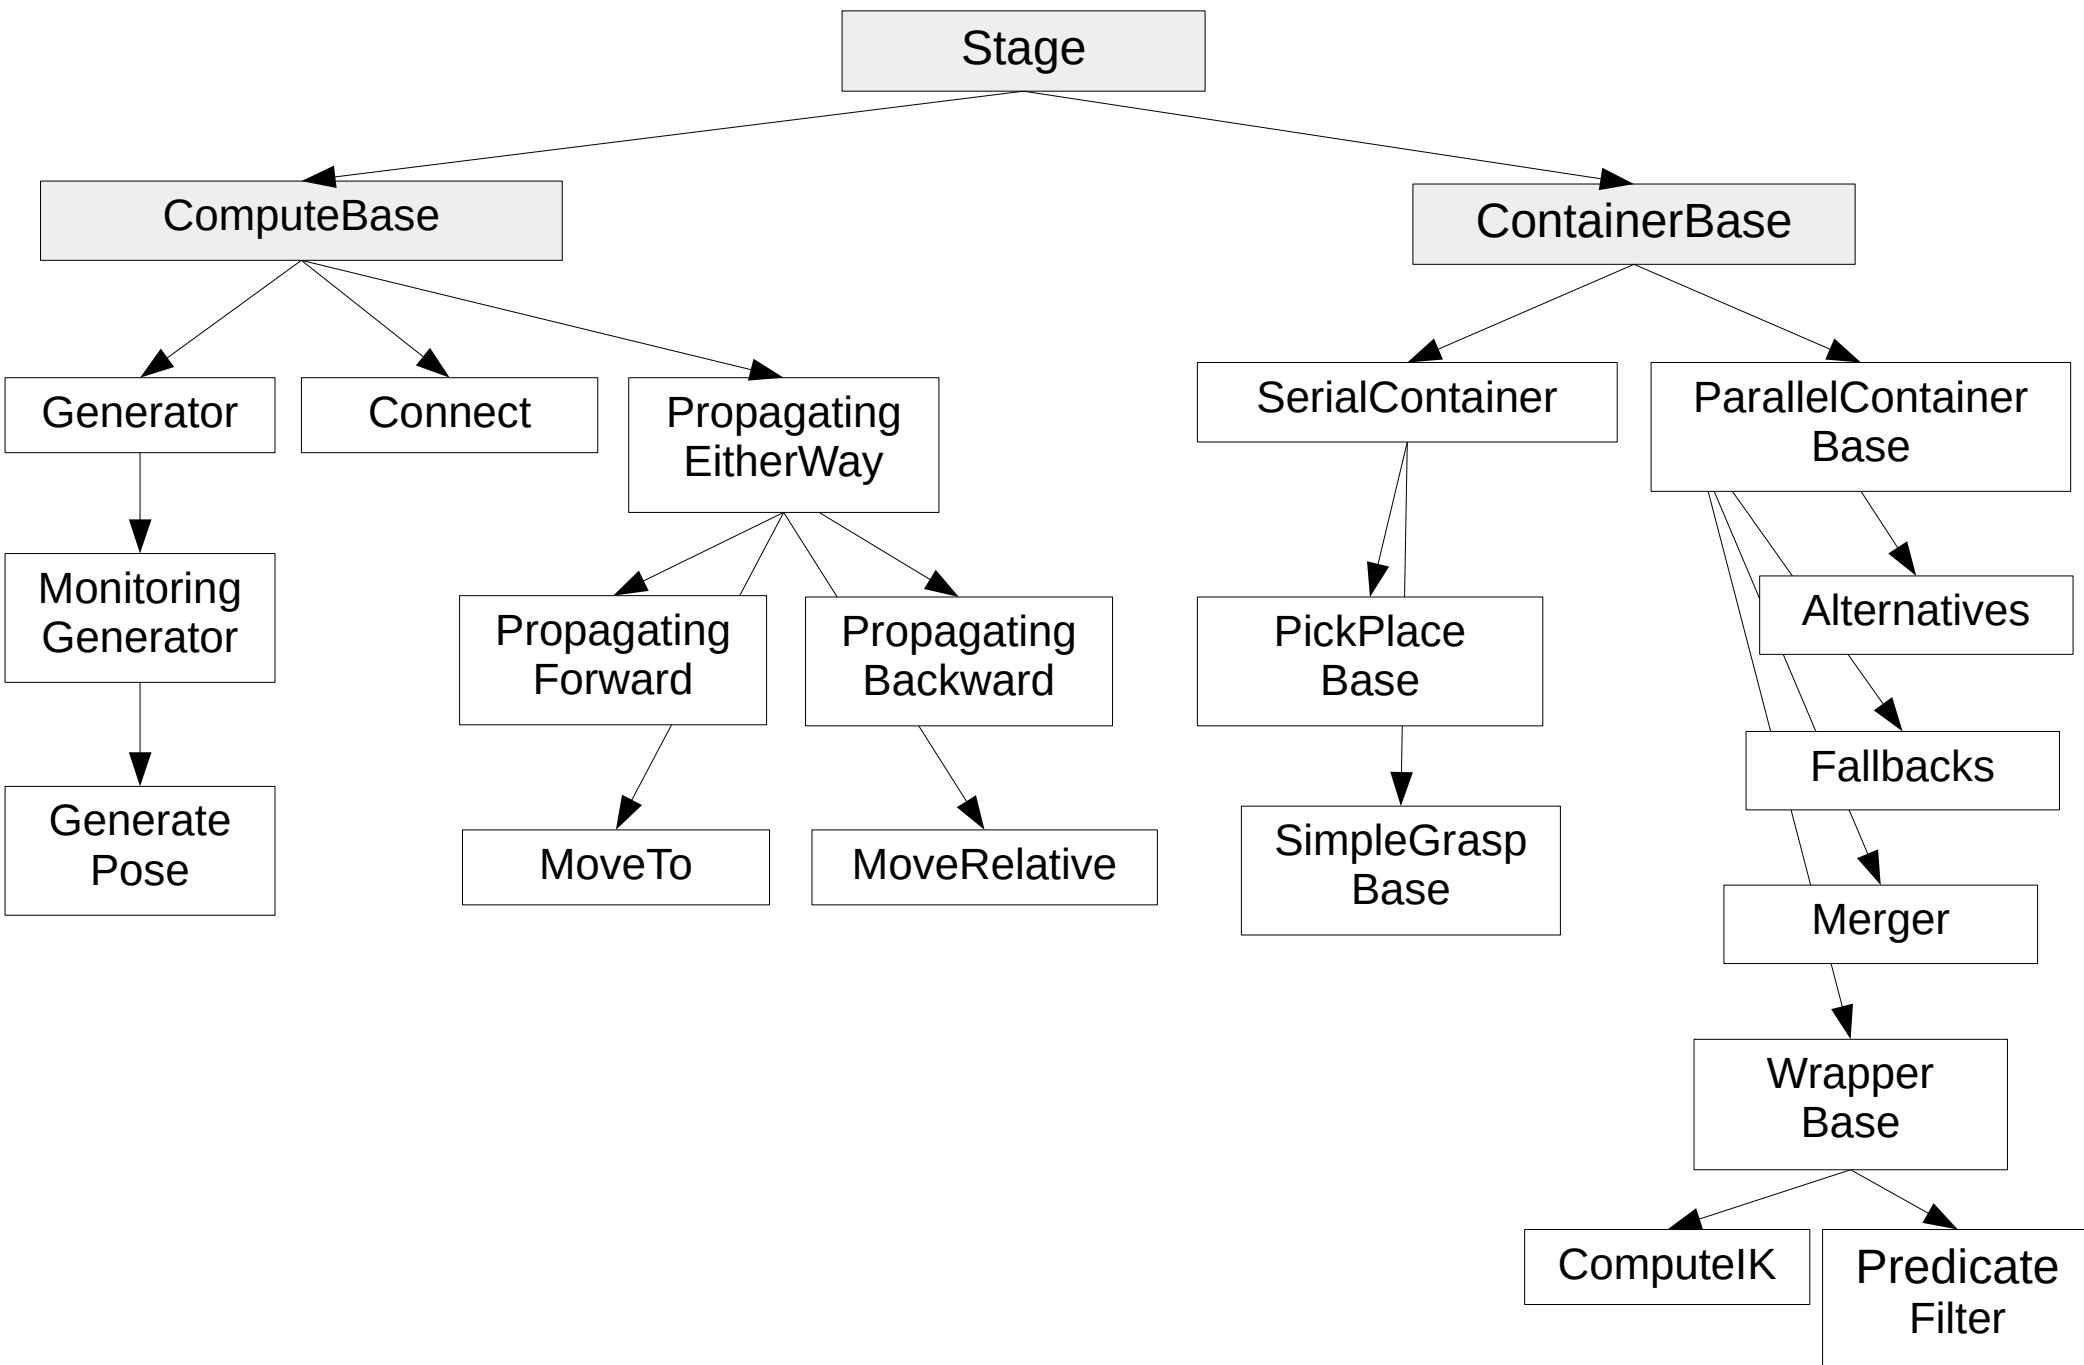 Stage
ComputeBase
ContainerBase
Generator
Connect
Propagating
EitherWay
SerialContainer
ParallelContainer
Base
Monitoring
Generator
Propagating
Forward
Propagating
Backward
PickPlace
Base
Alternatives
Fallbacks
Generate
Pose
MoveTo
MoveRelative
SimpleGrasp
Base
Merger
Wrapper
Base
ComputeIK
Predicate
Filter